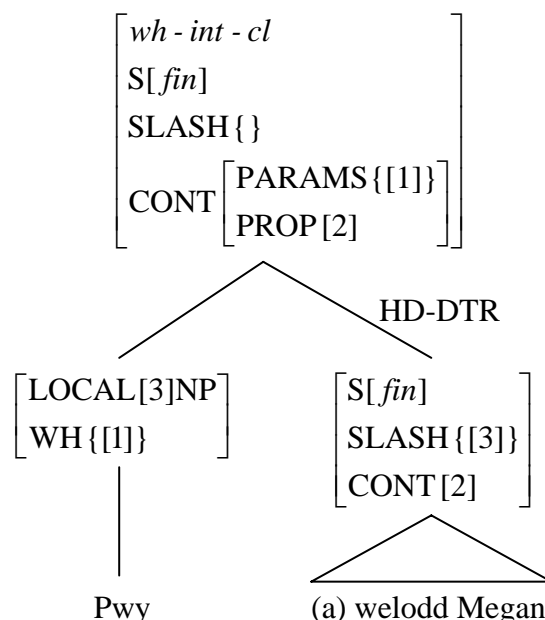 wh - int - cl
S[fin]
SLASH{}
CONT [PARAMS{[1]}
PROP[2]]
HD-DTR
[LOCAL[3]NP
WH{[1]}]
[S[fin]
SLASH{[3]}
CONT[2]]
Pwy
(a) welodd Megan